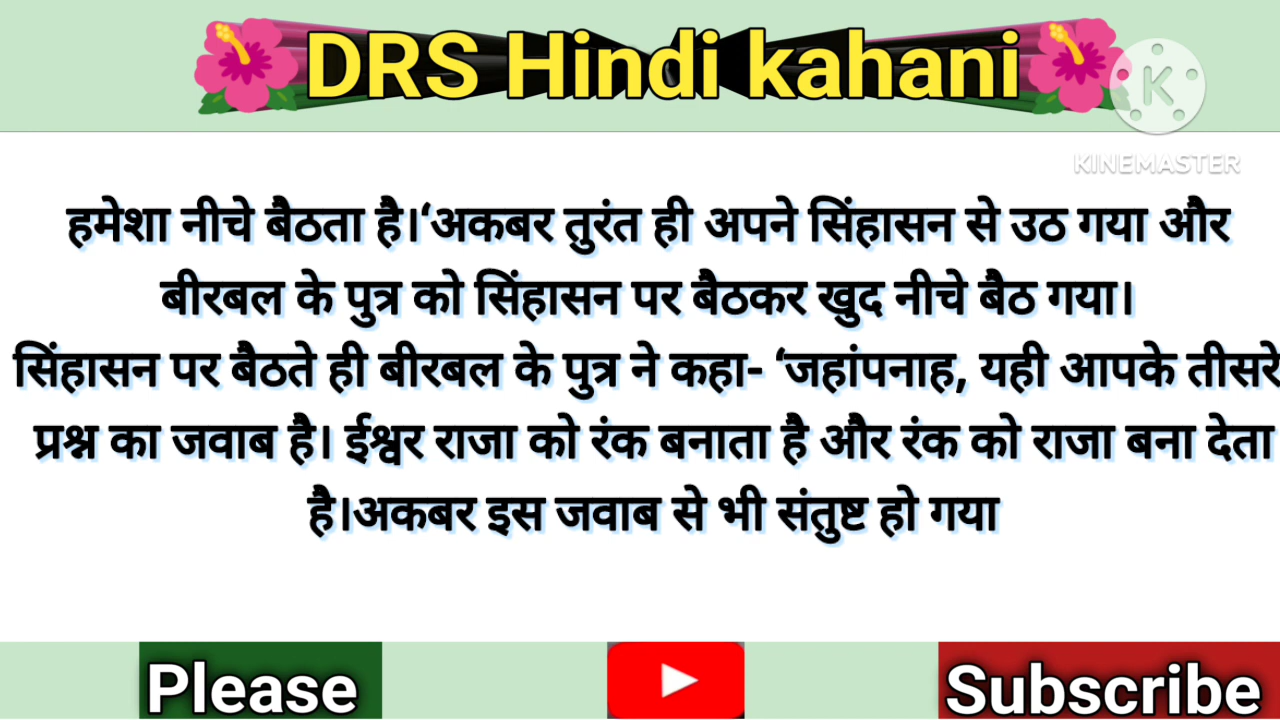 DRS Hindi kahani
K
KINEMASTER
हमेशा नीचे बैठता है।‘अकबर तुरंत ही अपने सिंहासन से उठ गया और
बीरबल के पुत्र को सिंहासन पर बैठकर खुद नीचे बैठ गया।
सिंहासन पर बैठते ही बीरबल के पुत्र ने कहा- ‘जहांपनाह, यही आपके तीसरे
प्रश्न का जवाब है। ईश्वर राजा को रंक बनाता है और रंक को राजा बना देता
है।अकबर इस जवाब से भी संतुष्ट हो गया
Please
Subscribe